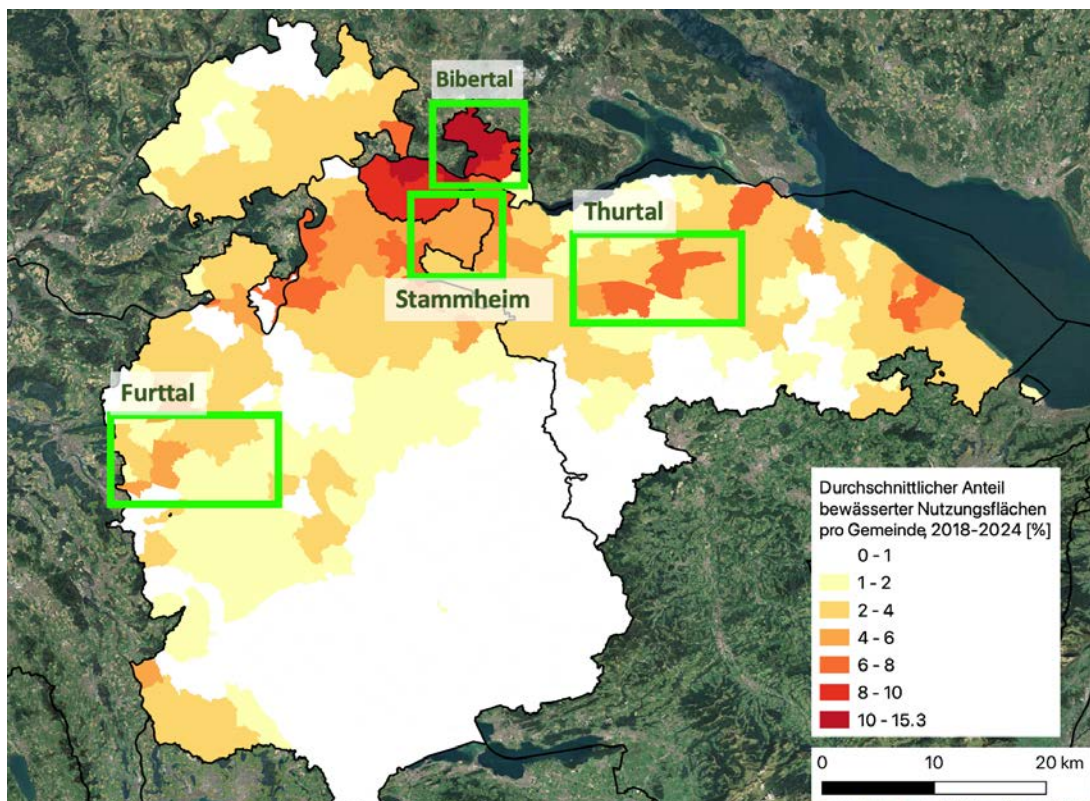 Bibertal
Thurtal
Stammheim
Furttal
Durchschnittlicher Anteil
bewässerter Nutzungsflächen
pro Gemeinde, 2018-2024 [%]
0 - 1
1 - 2
2 - 4
4 - 6
6 - 8
8 - 10
10 - 15.3
0 10 20 km